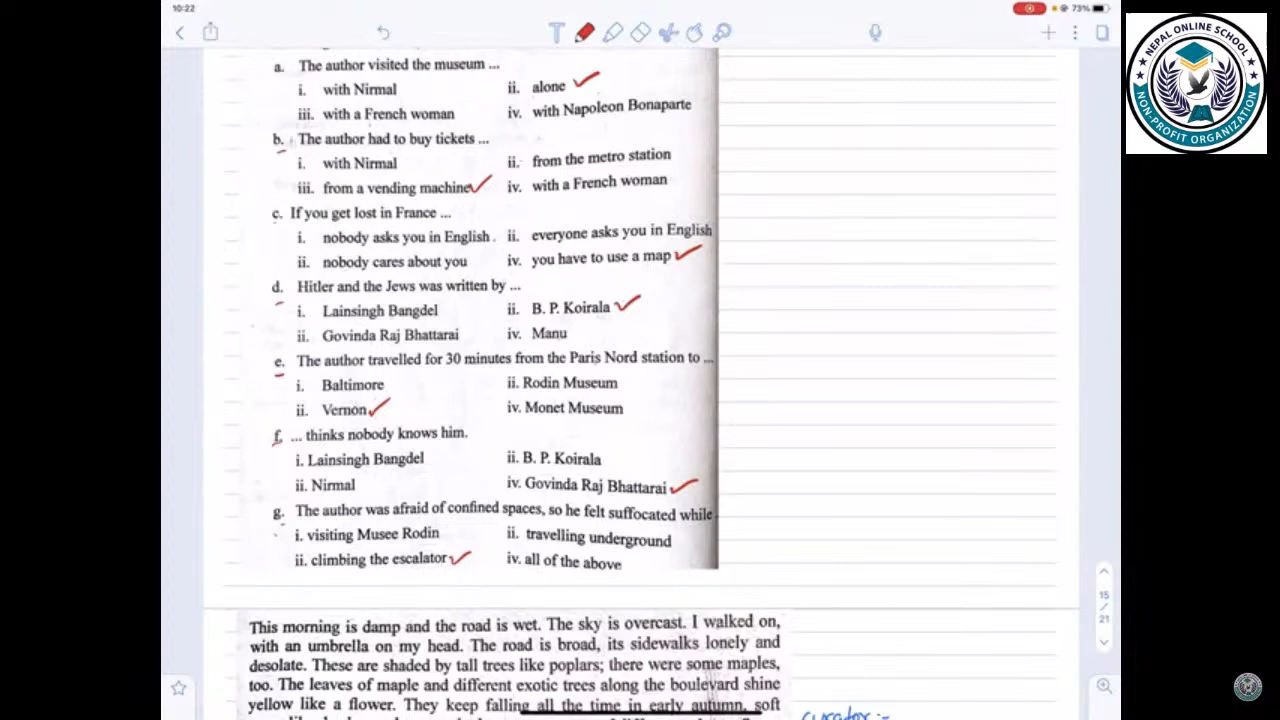 10:22
73%
a. The author visited the museum ...
i. with Nirmal ii. alone
iii. with a French woman iv. with Napoleon Bonaparte
b. The author had to buy tickets ...
i. with Nirmal ii. from the metro station
iii. from a vending machine iv. with a French woman
c. If you get lost in France ...
i. nobody asks you in English ii. everyone asks you in English
ii. nobody cares about you iv. you have to use a map
d. Hitler and the Jews was written by ...
i. Lainsingh Bangdel ii. B. P. Koirala
ii. Govinda Raj Bhattarai iv. Manu
e. The author travelled for 30 minutes from the Paris Nord station to ...
i. Baltimore ii. Rodin Museum
ii. Vernon iv. Monet Museum
f. ... thinks nobody knows him.
i. Lainsingh Bangdel ii. B. P. Koirala
ii. Nirmal iv. Govinda Raj Bhattarai
g. The author was afraid of confined spaces, so he felt suffocated while
i. visiting Musee Rodin ii. travelling underground
ii. climbing the escalator iv. all of the above
This morning is damp and the road is wet. The sky is overcast. I walked on,
with an umbrella on my head. The road is broad, its sidewalks lonely and
desolate. These are shaded by tall trees like poplars; there were some maples,
too. The leaves of maple and different exotic trees along the boulevard shine
yellow like a flower. They keep falling all the time in early autumn. soft
curator :-
15
/
21
NEPAL ONLINE SCHOOL
NON-PROFIT ORGANIZATION